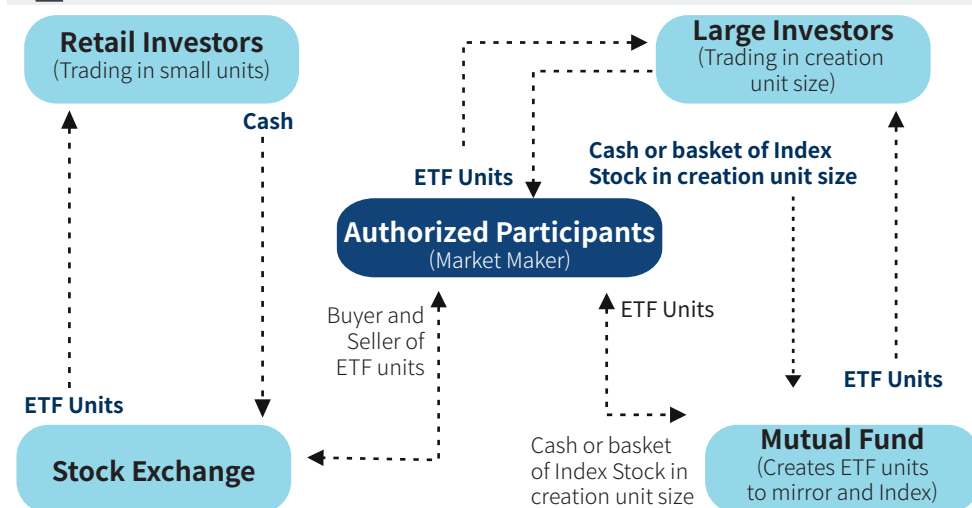 Retail Investors
(Trading in small units)
Large Investors
(Trading in creation
unit size)
Cash
ETF Units
Cash or basket of Index
Stock in creation unit size
Authorized Participants
(Market Maker)
Buyer and
Seller of
ETF units
ETF Units
ETF Units
ETF Units
Stock Exchange
Cash or basket
of Index Stock in
creation unit size
Mutual Fund
(Creates ETF units
to mirror and Index)